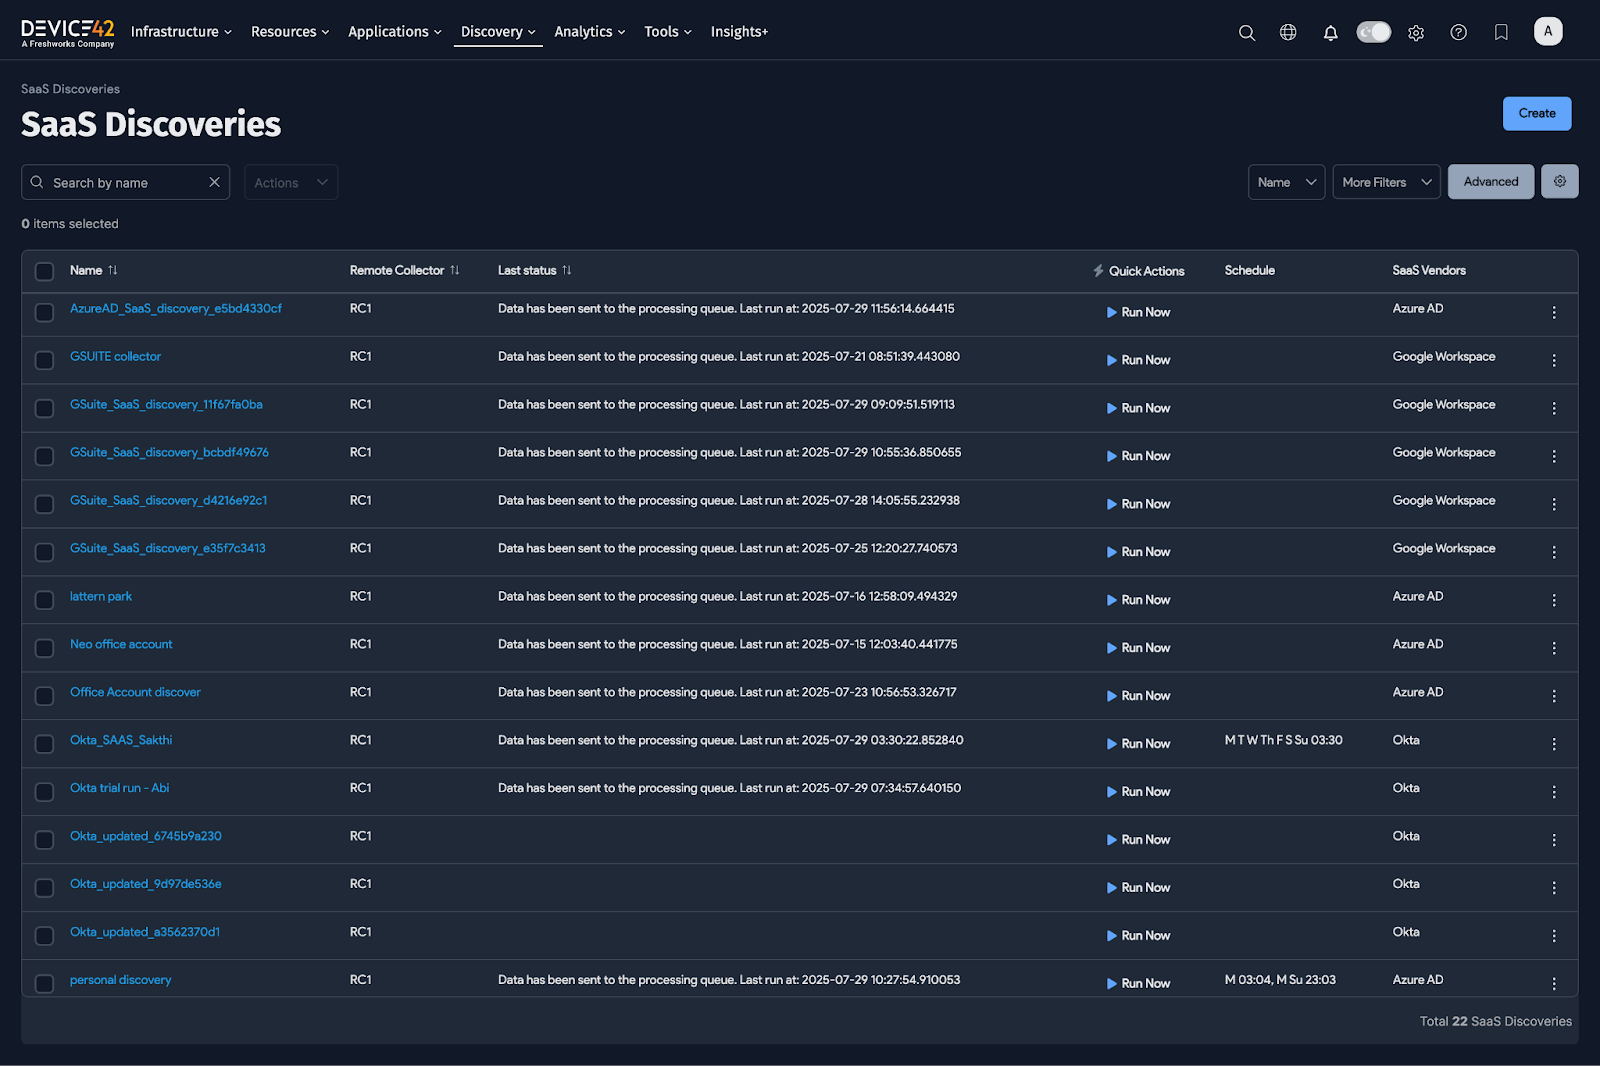 DEVICE42
A Freshworks Company
Infrastructure Resources Applications Discovery Analytics Tools Insights+ A
SaaS Discoveries
SaaS Discoveries
Create
Search by name Actions Name More Filters Advanced
0 items selected
Name Remote Collector Last status Quick Actions Schedule SaaS Vendors
AzureAD_SaaS_discovery_e5bd4330cf RC1 Data has been sent to the processing queue. Last run at: 2025-07-29 11:56:14.664415 Run Now Azure AD
GSUITE collector RC1 Data has been sent to the processing queue. Last run at: 2025-07-21 08:51:39.443080 Run Now Google Workspace
GSuite_SaaS_discovery_11f67fa0ba RC1 Data has been sent to the processing queue. Last run at: 2025-07-29 09:09:51.519113 Run Now Google Workspace
GSuite_SaaS_discovery_bcbdf49676 RC1 Data has been sent to the processing queue. Last run at: 2025-07-29 10:55:36.850655 Run Now Google Workspace
GSuite_SaaS_discovery_d4216e92c1 RC1 Data has been sent to the processing queue. Last run at: 2025-07-28 14:05:55.232938 Run Now Google Workspace
GSuite_SaaS_discovery_e35f7c3413 RC1 Data has been sent to the processing queue. Last run at: 2025-07-25 12:20:27.740573 Run Now Google Workspace
lattern park RC1 Data has been sent to the processing queue. Last run at: 2025-07-16 12:58:09.494329 Run Now Azure AD
Neo office account RC1 Data has been sent to the processing queue. Last run at: 2025-07-15 12:03:40.441775 Run Now Azure AD
Office Account discover RC1 Data has been sent to the processing queue. Last run at: 2025-07-23 10:56:53.326717 Run Now Azure AD
Okta_SAAS_Sakthi RC1 Data has been sent to the processing queue. Last run at: 2025-07-29 03:30:22.852840 Run Now M T W Th F S Su 03:30 Okta
Okta trial run - Abi RC1 Data has been sent to the processing queue. Last run at: 2025-07-29 07:34:57.640150 Run Now Okta
Okta_updated_6745b9a230 RC1 Run Now Okta
Okta_updated_9d97de536e RC1 Run Now Okta
Okta_updated_a3562370d1 RC1 Run Now Okta
personal discovery RC1 Data has been sent to the processing queue. Last run at: 2025-07-29 10:27:54.910053 Run Now M 03:04, M Su 23:03 Azure AD
Total 22 SaaS Discoveries